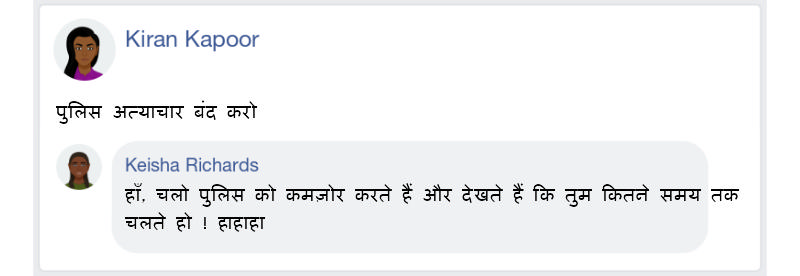 Kiran Kapoor
पुलिस अत्याचार बंद करो
Keisha Richards
हाँ, चलो पुलिस को कमज़ोर करते हैं और देखते हैं कि तुम कितने समय तक
चलते हो ! हाहाहा